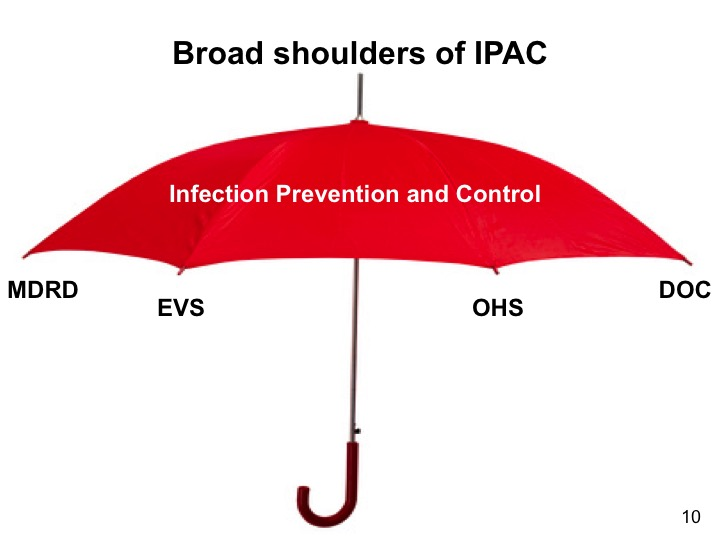 Broad shoulders of IPAC
Infection Prevention and Control
MDRD
EVS
OHS
DOC
10